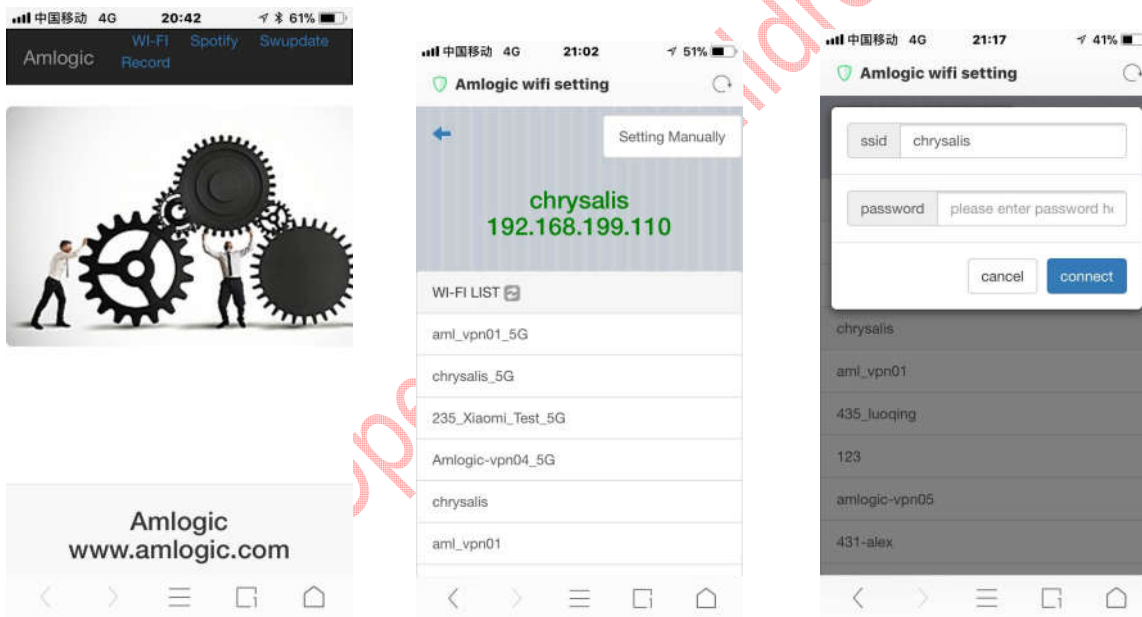 中国移动 4G 20:42 61%
Amlogic WI-FI Spotify Swupdate
Record
Amlogic
www.amlogic.com
中国移动 4G 21:02 51%
Amlogic wifi setting
Setting Manually
chrysalis
192.168.199.110
WI-FI LIST
aml_vpn01_5G
chrysalis_5G
235_Xiaomi_Test_5G
Amlogic-vpn04_5G
chrysalis
aml_vpn01
中国移动 4G 21:17 41%
Amlogic wifi setting
ssid chrysalis
password please enter password
cancel connect
chrysalis
aml_vpn01
435_luoqing
123
amlogic-vpn05
431-alex